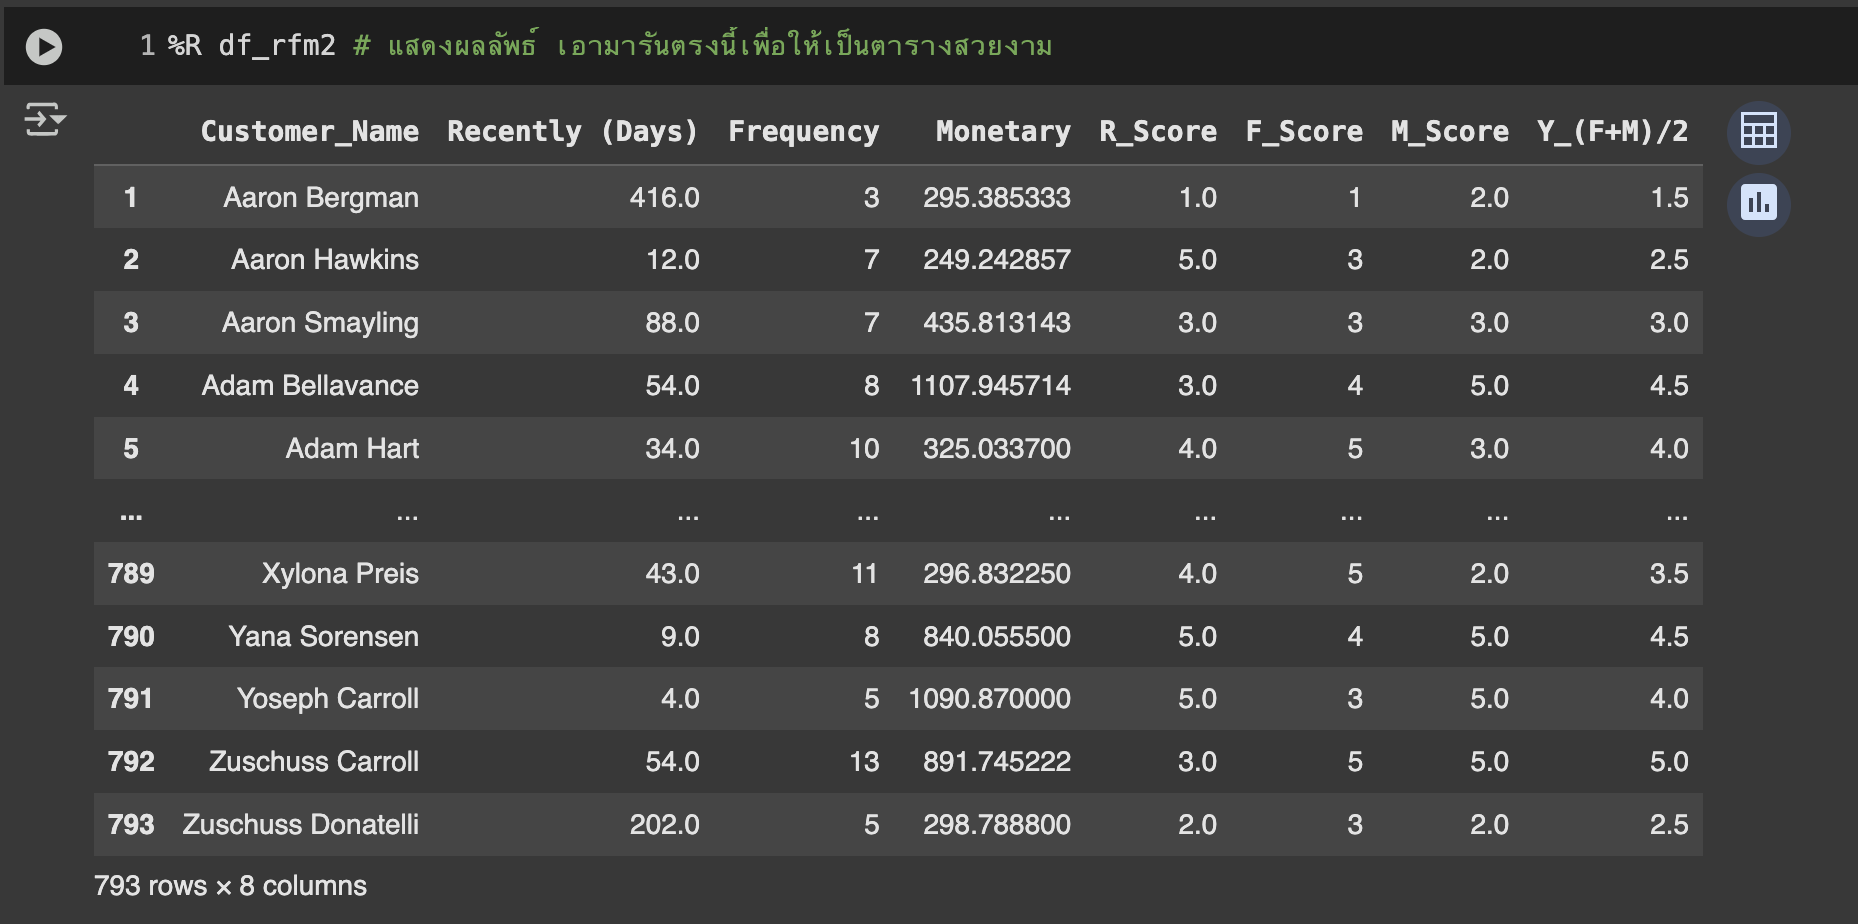 1 %R df_rfm2 # แสดงผลลัพธ์ เอามารันตรงนี้เพื่อให้เป็นตารางสวยงาม
Customer_Name Recently (Days) Frequency Monetary R_Score F_Score M_Score Y_(F+M)/2
1 Aaron Bergman 416.0 3 295.385333 1.0 1 2.0 1.5
2 Aaron Hawkins 12.0 7 249.242857 5.0 3 2.0 2.5
3 Aaron Smayling 88.0 7 435.813143 3.0 3 3.0 3.0
4 Adam Bellavance 54.0 8 1107.945714 3.0 4 5.0 4.5
5 Adam Hart 34.0 10 325.033700 4.0 5 3.0 4.0
... ... ... ... ... ... ... ... ...
789 Xylona Preis 43.0 11 296.832250 4.0 5 2.0 3.5
790 Yana Sorensen 9.0 8 840.055500 5.0 4 5.0 4.5
791 Yoseph Carroll 4.0 5 1090.870000 5.0 3 5.0 4.0
792 Zuschuss Carroll 54.0 13 891.745222 3.0 5 5.0 5.0
793 Zuschuss Donatelli 202.0 5 298.788800 2.0 3 2.0 2.5
793 rows × 8 columns